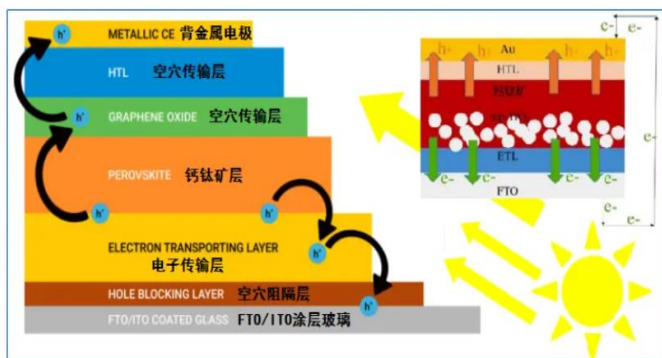 h⁺
METALLIC CE 背金属电极
HTL 空穴传输层
GRAPHENE OXIDE 空穴传输层
h⁺
PEROVSKITE 钙钛矿层
h⁺
h⁺
ELECTRON TRANSPORTING LAYER
电子传输层
h⁺
HOLE BLOCKING LAYER 空穴阻隔层
h⁺
FTO/ITO COATED GLASS FTO/ITO涂层玻璃
e-
e-
h+
h+
Au
h+
h+
HTL
ETL
e-
e-
e-
e-
FTO
e-
e-